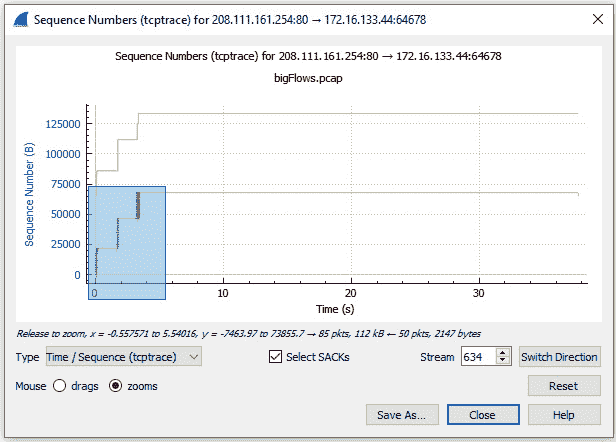 Sequence Numbers (tcptrace) for 208.111.161.254:80 → 172.16.133.44:64678
Sequence Numbers (tcptrace) for 208.111.161.254:80 → 172.16.133.44:64678
bigFlows.pcap
Sequence Number (B)
125000
100000
75000
50000
25000
0
0 10 20 30
Time (s)
Release to zoom, x = -0.557571 to 5.54016, y = -7463.97 to 73855.7 → 85 pkts, 112 kB ← 50 pkts, 2147 bytes
Type Time / Sequence (tcptrace) Select SACKs Stream 634 Switch Direction
Mouse drags zooms Reset
Save As... Close Help